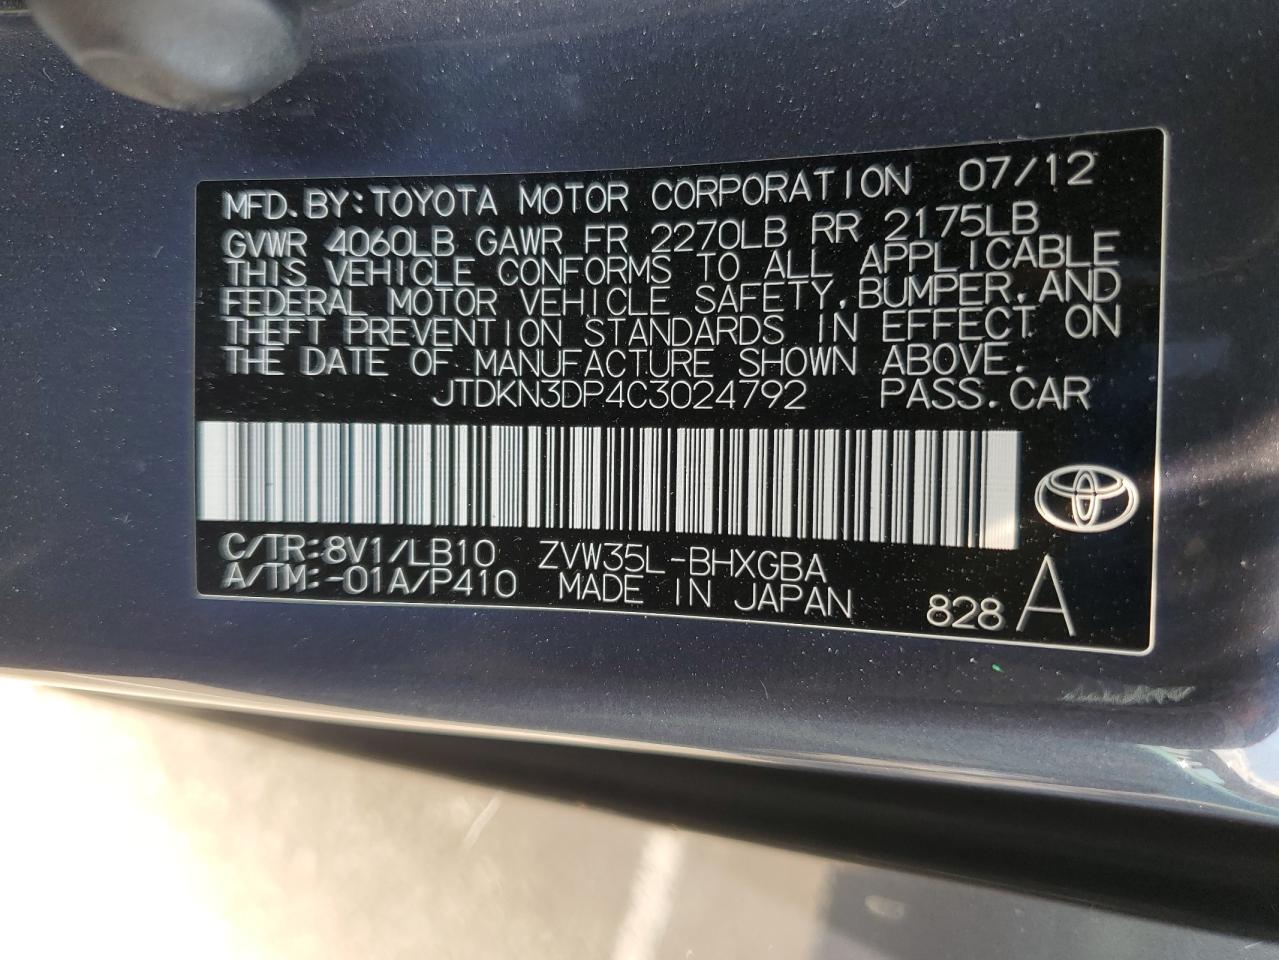 MFD.BY:TOYOTA MOTOR CORPORATION 07/12
GVWR 4060LB GAWR FR 2270LB RR 2175LB
THIS VEHICLE CONFORMS TO ALL APPLICABLE
FEDERAL MOTOR VEHICLE SAFETY,BUMPER,AND
THEFT PREVENTION STANDARDS IN EFFECT ON
THE DATE OF MANUFACTURE SHOWN ABOVE.
JTDKN3DP4C3024792 PASS.CAR
C/TR:8V1/LB10 ZVW35L-BHXGBA
A/TM:-01A/P410 MADE IN JAPAN 828 A